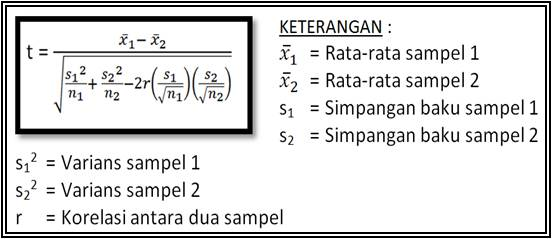 t = x̄₁− x̄₂ / √(s₁²/n₁ + s₂²/n₂ −2r(s₁/√n₁)(s₂/√n₂))
KETERANGAN :
x̄₁ = Rata-rata sampel 1
x̄₂ = Rata-rata sampel 2
s₁ = Simpangan baku sampel 1
s₂ = Simpangan baku sampel 2
s₁² = Varians sampel 1
s₂² = Varians sampel 2
r = Korelasi antara dua sampel